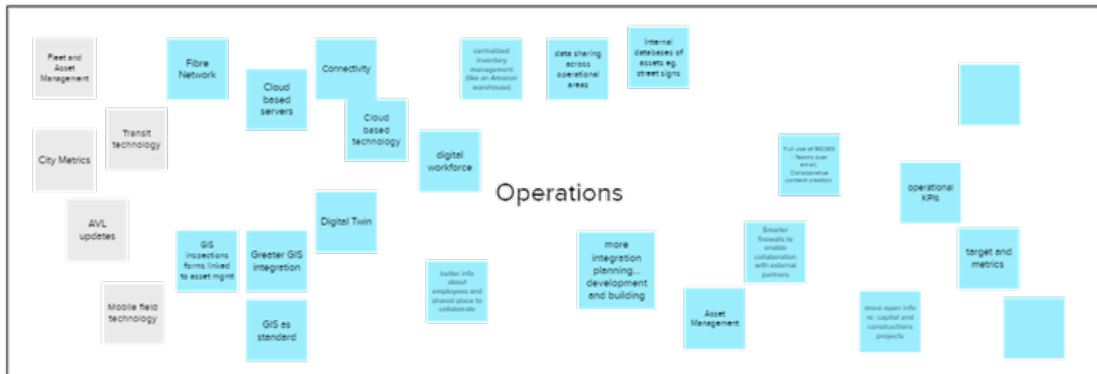 Fleet and
Asset
Management
Fibre
Network
Cloud
based
servers
Connectivity
Cloud
based
technology
centralized
inventory
management
(like an Amazon
warehouse)
data sharing
across
operational
areas
Internal
databases of
assets eg.
street signs
Transit
technology
City Metrics
digital
workforce
Full use of MS365
- Teams over
email;
Collaborative
content creation
operational
KPIs
Operations
AVL
updates
Digital Twin
GIS
inspections
forms linked
to asset mgmt
Greater GIS
integration
more
integration
planning...
development
and building
Smarter
firewalls to
enable
collaboration
with external
partners
target and
metrics
better info
about
employees and
shared place to
collaborate
Mobile field
technology
GIS as
standard
Asset
Management
more open info
re: capital and
constructions
projects